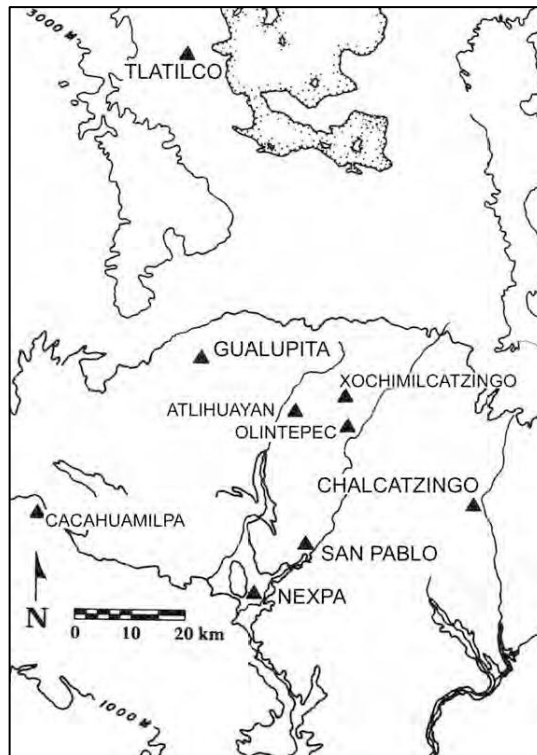 3000 M
TLATILCO
GUALUPITA
XOCHIMILCATZINGO
ATLIHUAYAN
OLINTEPEC
CHALCATZINGO
CACAHUAMILPA
SAN PABLO
NEXPA
N
0 10 20 km
1000 M